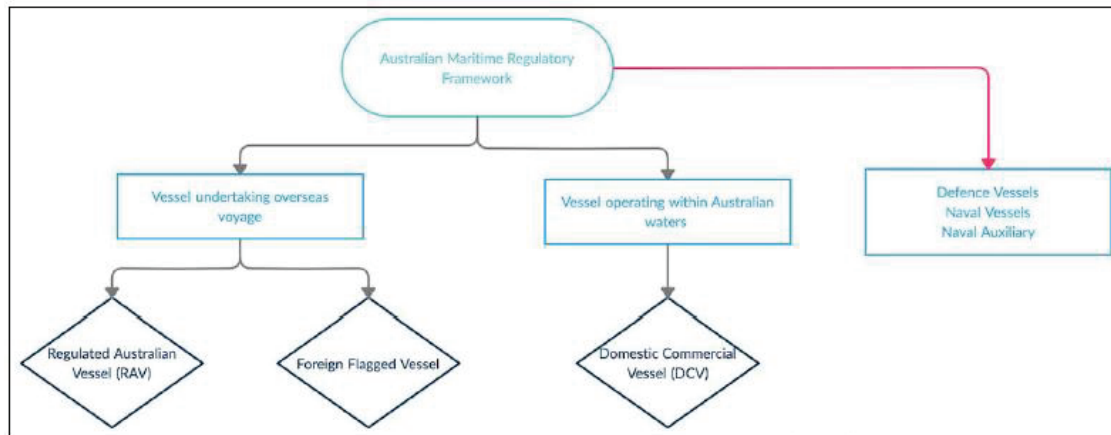 Australian Maritime Regulatory
Framework
Vessel undertaking overseas
voyage
Vessel operating within Australian
waters
Defence Vessels
Naval Vessels
Naval Auxiliary
Regulated Australian
Vessel (RAV)
Foreign Flagged Vessel
Domestic Commercial
Vessel (DCV)